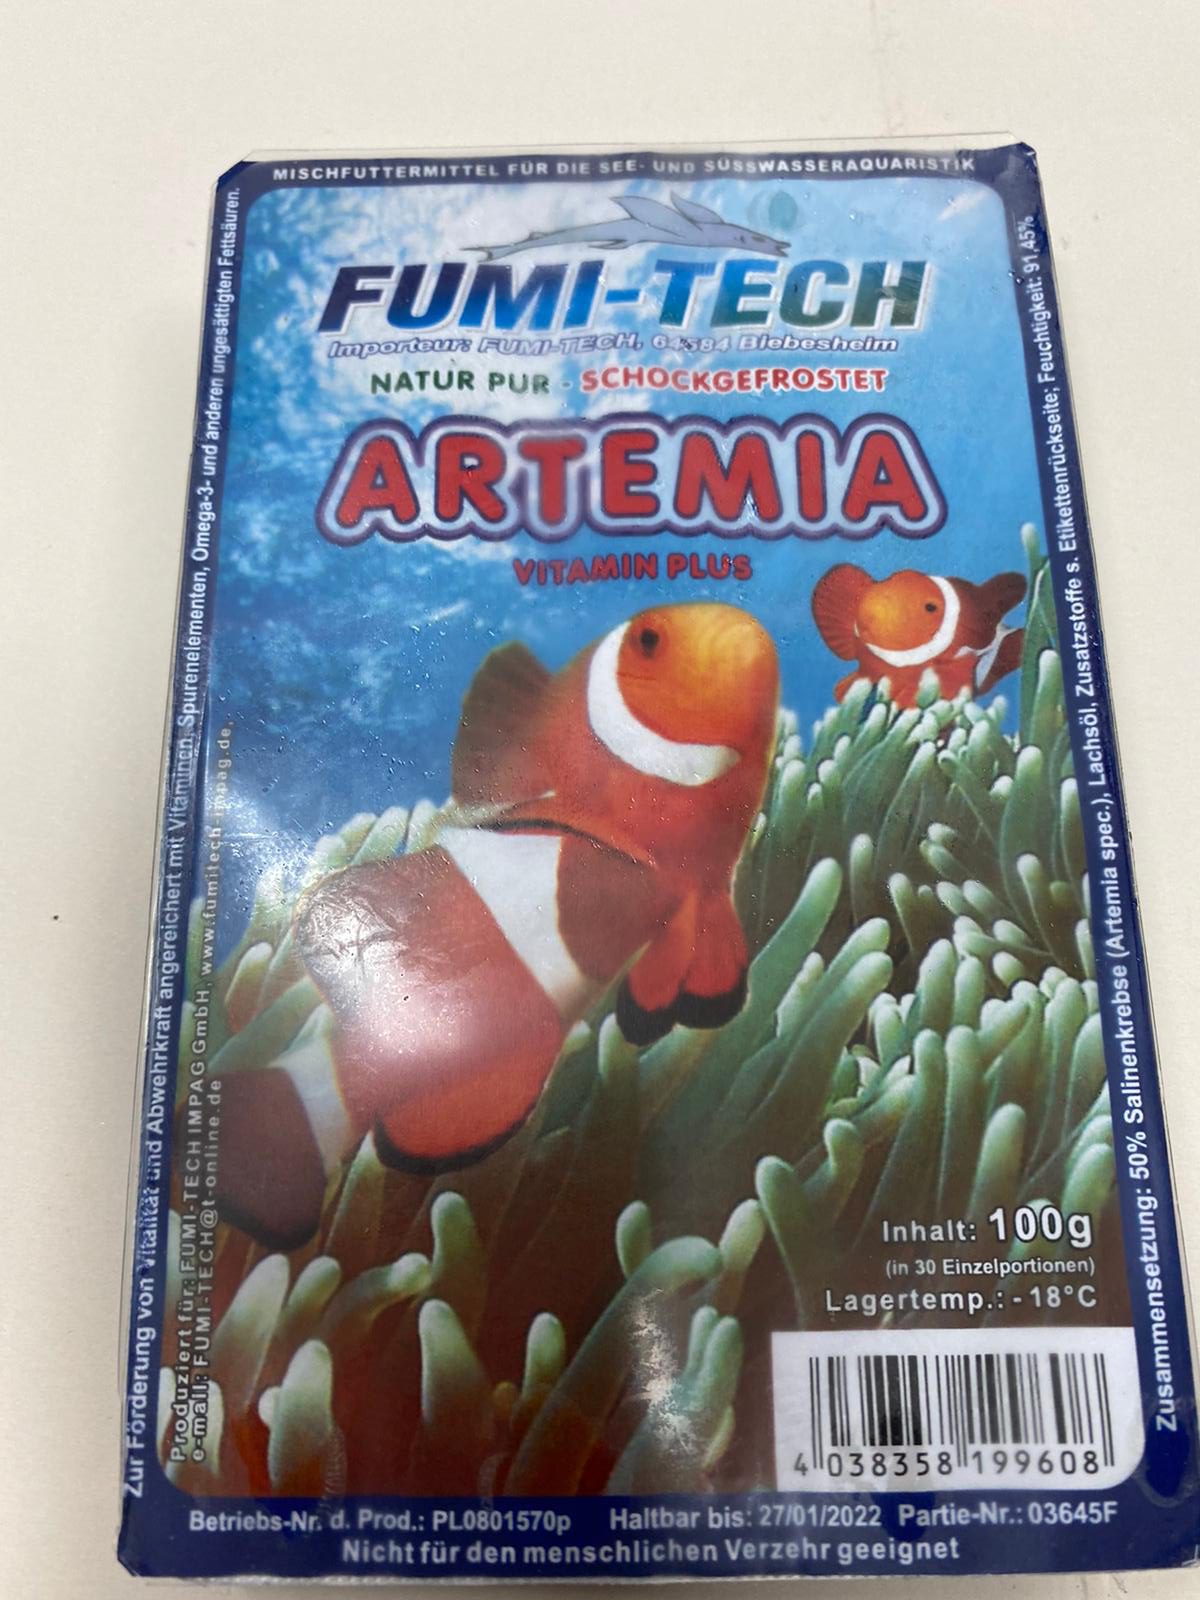 MISCHFUTTERMITTEL FÜR DIE SEE- UND SÜSSWASSERAQUARISTIK
FUMI-TECH
Importeur: FUMI-TECH, 64584 Biebesheim
NATUR PUR - SCHOCKGEFROSTET
ARTEMIA
VITAMIN PLUS
Zur Förderung von Vitalität und Abwehrkraft angereichert mit Vitaminen, Spurenelementen, Omega-3- und anderen ungesättigten Fettsäuren.
Produziert für: FUMI-TECH IMPAG GmbH, www.fumitech-impag.de,
e-mail: FUMI-TECH@t-online.de
Zusammensetzung: 50% Salinenkrebse (Artemia spec.), Lachsöl, Zusatzstoffe s. Etikettenrückseite; Feuchtigkeit: 91,45%
Inhalt: 100g
(in 30 Einzelportionen)
Lagertemp.: - 18°C
4 038358 199608
Betriebs-Nr. d. Prod.: PL0801570p Haltbar bis: 27/01/2022 Partie-Nr.: 03645F
Nicht für den menschlichen Verzehr geeignet